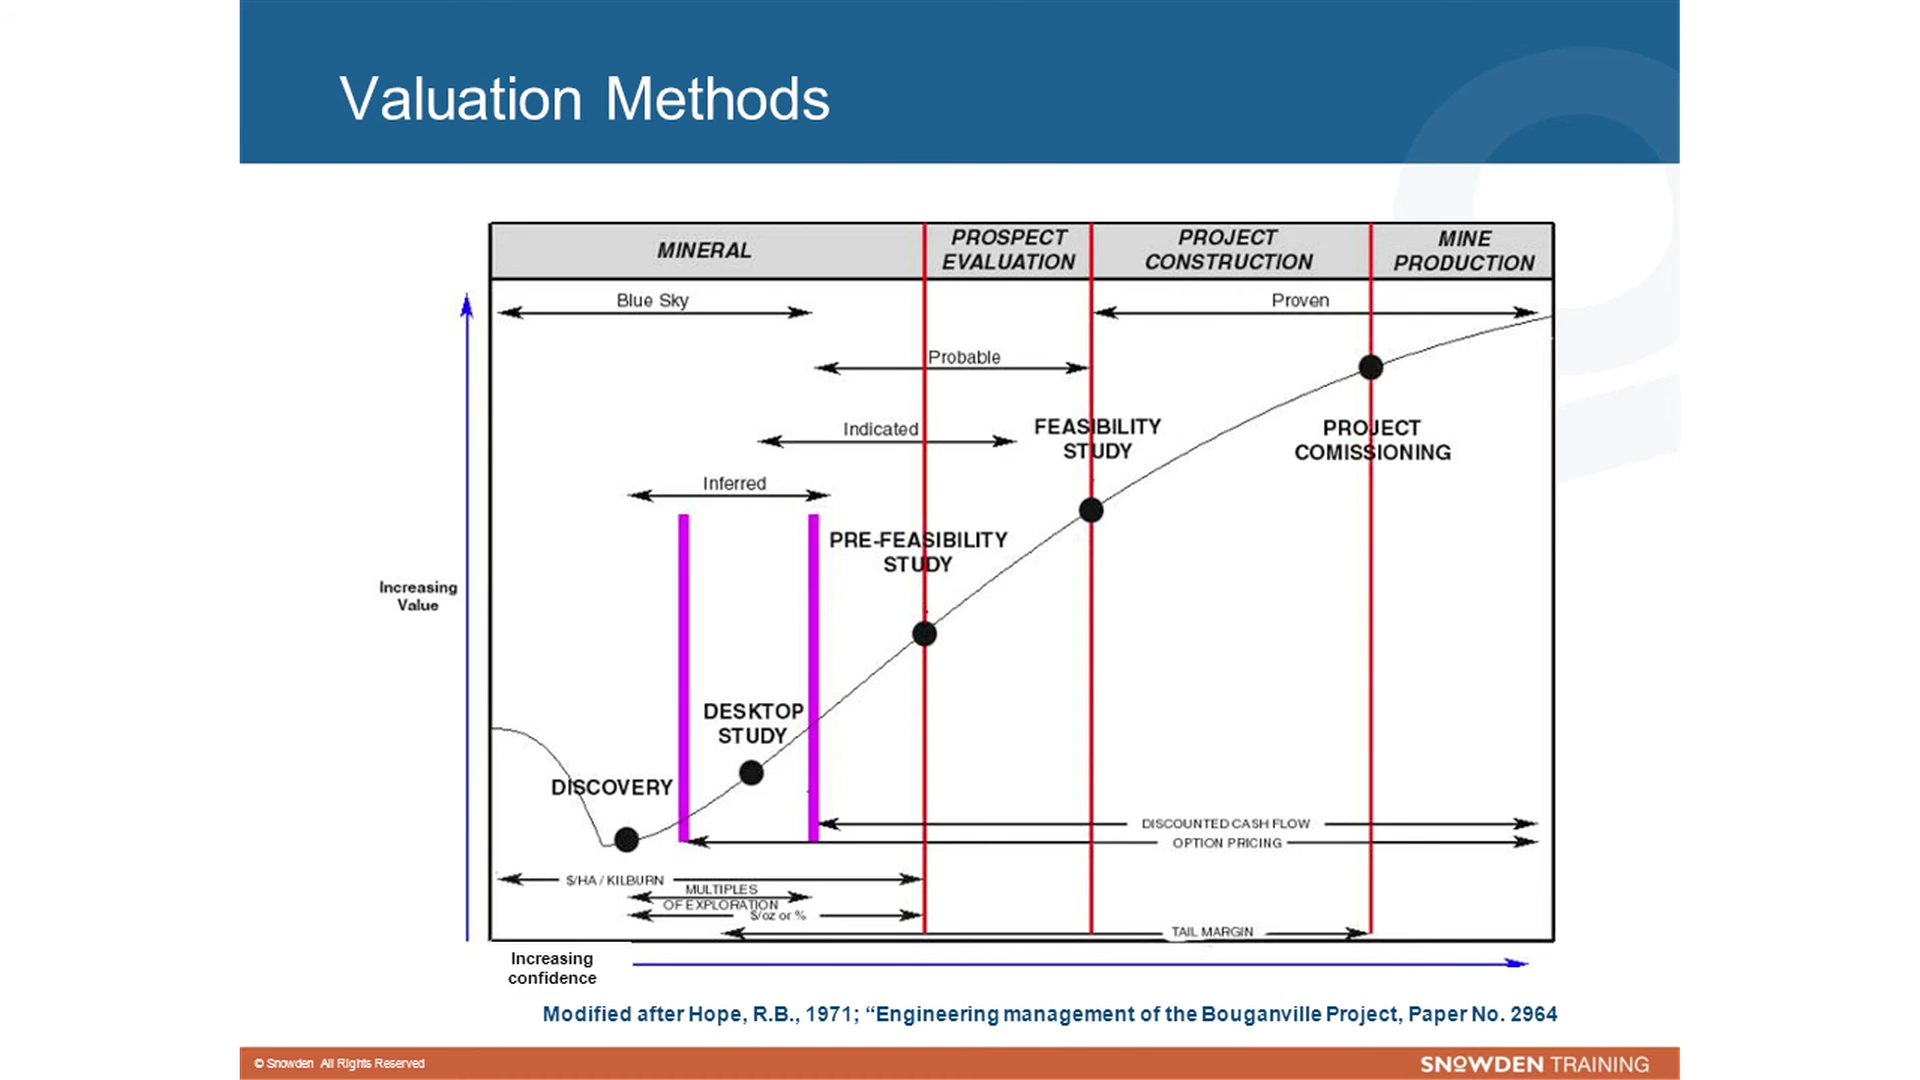 Valuation Methods
MINERAL
PROSPECT
EVALUATION
PROJECT
CONSTRUCTION
MINE
PRODUCTION
Blue Sky
Proven
Probable
Indicated
FEASIBILITY
STUDY
PROJECT
COMISSIONING
Inferred
PRE-FEASIBILITY
STUDY
Increasing
Value
DESKTOP
STUDY
DISCOVERY
DISCOUNTED CASH FLOW
OPTION PRICING
$/HA / KILBURN
MULTIPLES
OF EXPLORATION
$/oz or %
TAIL MARGIN
Increasing
confidence
Modified after Hope, R.B., 1971; “Engineering management of the Bouganville Project, Paper No. 2964
© Snowden All Rights Reserved
SNOWDEN TRAINING